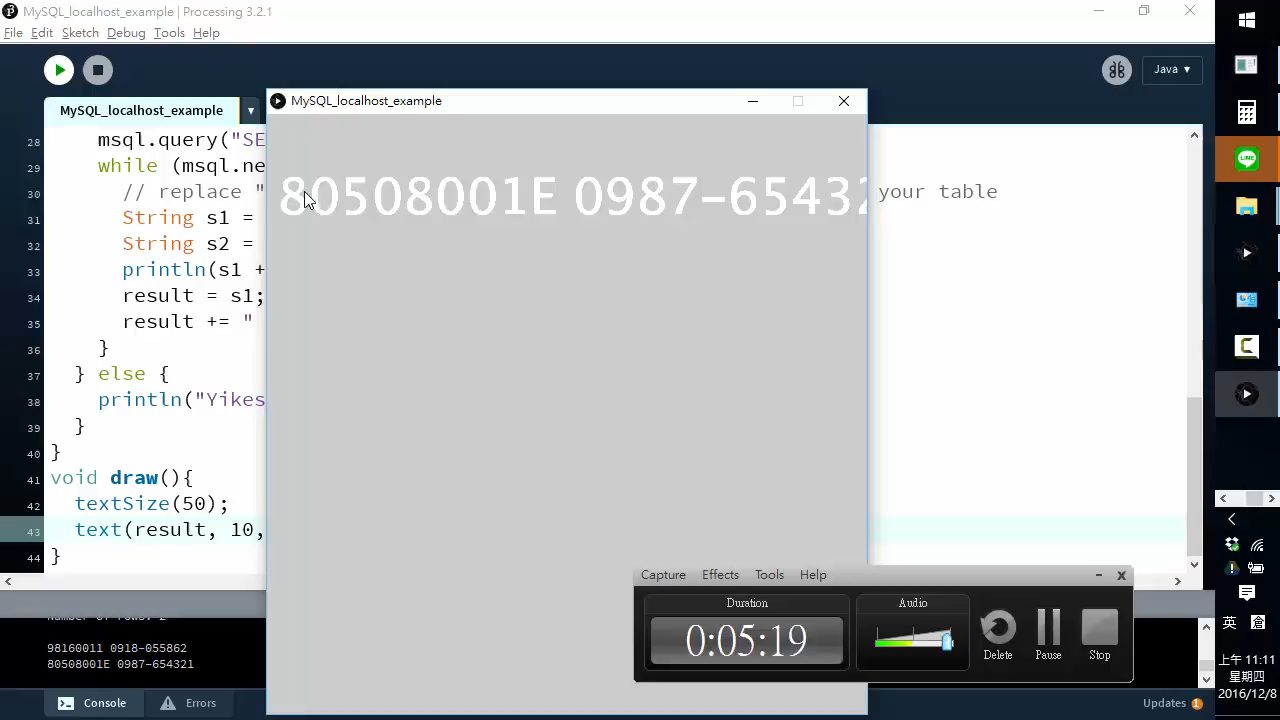 MySQL_localhost_example | Processing 3.2.1
File Edit Sketch Debug Tools Help
Java ▾
MySQL_localhost_example ▾
MySQL_localhost_example
28 msql.query("SE
29 while (msql.ne
30 // replace " your table
31 String s1 =
32 String s2 =
33 println(s1 +
34 result = s1;
35 result += "
36 }
37 } else {
38 println("Yikes
39 }
40 }
41 void draw(){
42 textSize(50);
43 text(result, 10,
44 }
80508001E 0987-65432
Capture Effects Tools Help
Duration
0:05:19
Audio
Delete
Pause
Stop
98160011 0918-055862
80508001E 0987-654321
Console
Errors
Updates 1
LINE
英 倉
上午 11:11
星期四
2016/12/8